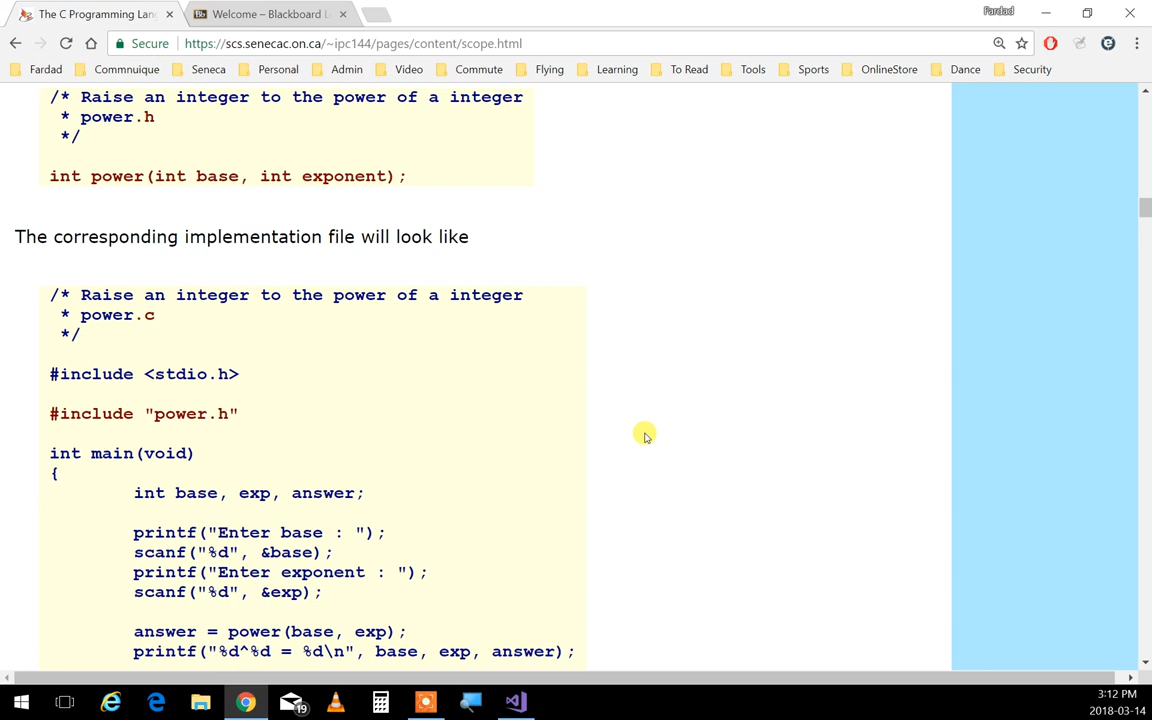 The C Programming Lan
Welcome – Blackboard L
Fardad
Secure
https://scs.senecac.on.ca/~ipc144/pages/content/scope.html
Fardad
Commnuique
Seneca
Personal
Admin
Video
Commute
Flying
Learning
To Read
Tools
Sports
OnlineStore
Dance
Security
/* Raise an integer to the power of a integer
* power.h
*/
int power(int base, int exponent);
The corresponding implementation file will look like
/* Raise an integer to the power of a integer
* power.c
*/
#include <stdio.h>
#include "power.h"
int main(void)
{
int base, exp, answer;
printf("Enter base : ");
scanf("%d", &base);
printf("Enter exponent : ");
scanf("%d", &exp);
answer = power(base, exp);
printf("%d^%d = %d\n", base, exp, answer);
19
3:12 PM
2018-03-14